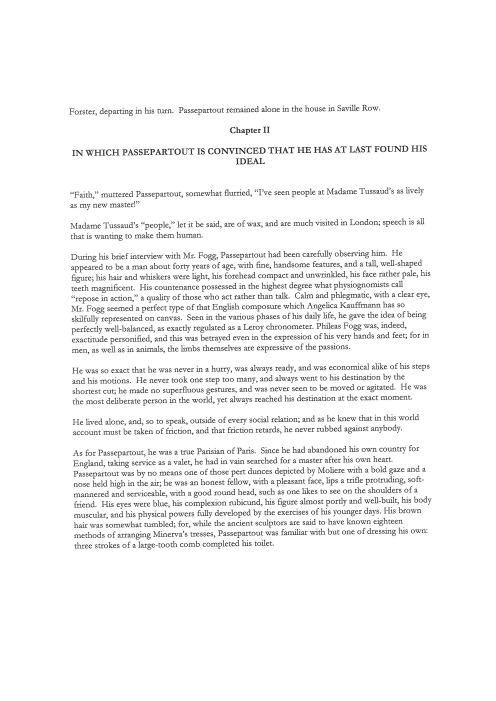 Forster, departing in his turn. Passepartout remained alone in the house in Saville Row.
Chapter II
IN WHICH PASSEPARTOUT IS CONVINCED THAT HE HAS AT LAST FOUND HIS
IDEAL
“Faith,” muttered Passepartout, somewhat flurried, “I’ve seen people at Madame Tussaud’s as lively
as my new master!”
Madame Tussaud’s “people,” let it be said, are of wax, and are much visited in London; speech is all
that is wanting to make them human.
During his brief interview with Mr. Fogg, Passepartout had been carefully observing him. He
appeared to be a man about forty years of age, with fine, handsome features, and a tall, well-shaped
figure; his hair and whiskers were light, his forehead compact and unwrinkled, his face rather pale, his
teeth magnificent. His countenance possessed in the highest degree what physiognomists call
“repose in action,” a quality of those who act rather than talk. Calm and phlegmatic, with a clear eye,
Mr. Fogg seemed a perfect type of that English composure which Angelica Kauffmann has so
skilfully represented on canvas. Seen in the various phases of his daily life, he gave the idea of being
perfectly well-balanced, as exactly regulated as a Leroy chronometer. Phileas Fogg was, indeed,
exactitude personified, and this was betrayed even in the expression of his very hands and feet; for in
men, as well as in animals, the limbs themselves are expressive of the passions.
He was so exact that he was never in a hurry, was always ready, and was economical alike of his steps
and his motions. He never took one step too many, and always went to his destination by the
shortest cut; he made no superfluous gestures, and was never seen to be moved or agitated. He was
the most deliberate person in the world, yet always reached his destination at the exact moment.
He lived alone, and, so to speak, outside of every social relation; and as he knew that in this world
account must be taken of friction, and that friction retards, he never rubbed against anybody.
As for Passepartout, he was a true Parisian of Paris. Since he had abandoned his own country for
England, taking service as a valet, he had in vain searched for a master after his own heart.
Passepartout was by no means one of those pert dunces depicted by Moliere with a bold gaze and a
nose held high in the air; he was an honest fellow, with a pleasant face, lips a trifle protruding, soft-
mannered and serviceable, with a good round head, such as one likes to see on the shoulders of a
friend. His eyes were blue, his complexion rubicund, his figure almost portly and well-built, his body
muscular, and his physical powers fully developed by the exercises of his younger days. His brown
hair was somewhat tumbled; for, while the ancient sculptors are said to have known eighteen
methods of arranging Minerva’s tresses, Passepartout was familiar with but one of dressing his own:
three strokes of a large-tooth comb completed his toilet.